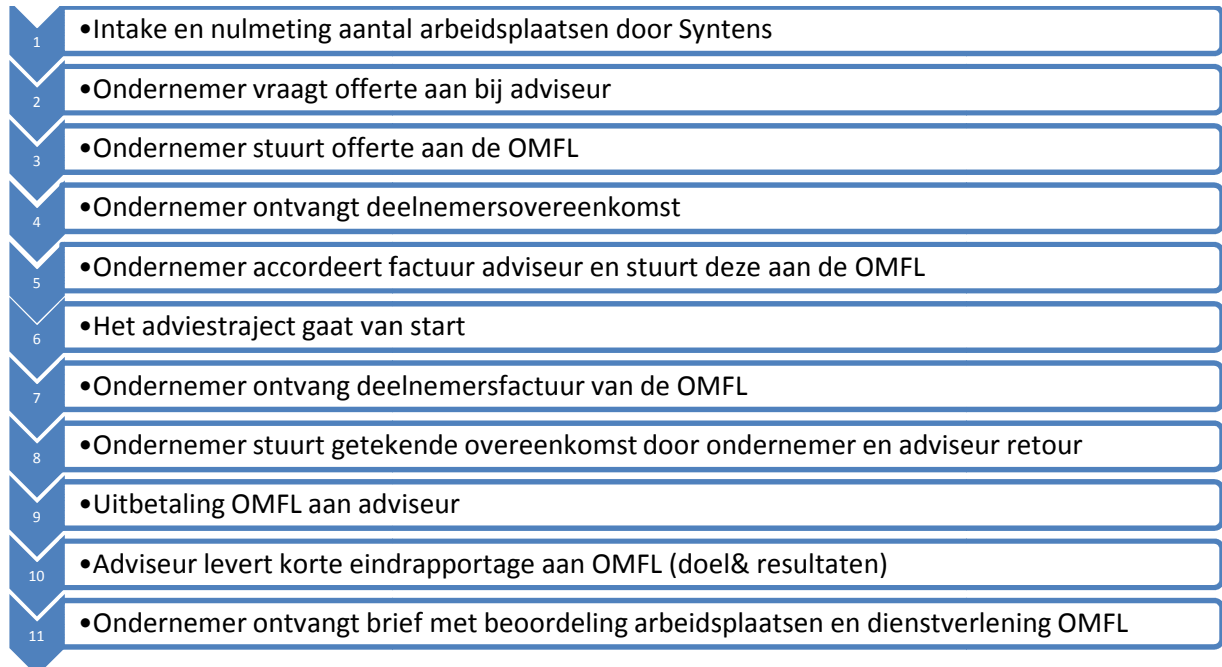 1 •Intake en nulmeting aantal arbeidsplaatsen door Syntens
2 •Ondernemer vraagt offerte aan bij adviseur
3 •Ondernemer stuurt offerte aan de OMFL
4 •Ondernemer ontvangt deelnemersovereenkomst
5 •Ondernemer accordeert factuur adviseur en stuurt deze aan de OMFL
6 •Het adviestraject gaat van start
7 •Ondernemer ontvang deelnemersfactuur van de OMFL
8 •Ondernemer stuurt getekende overeenkomst door ondernemer en adviseur retour
9 •Uitbetaling OMFL aan adviseur
10 •Adviseur levert korte eindrapportage aan OMFL (doel& resultaten)
11 •Ondernemer ontvangt brief met beoordeling arbeidsplaatsen en dienstverlening OMFL